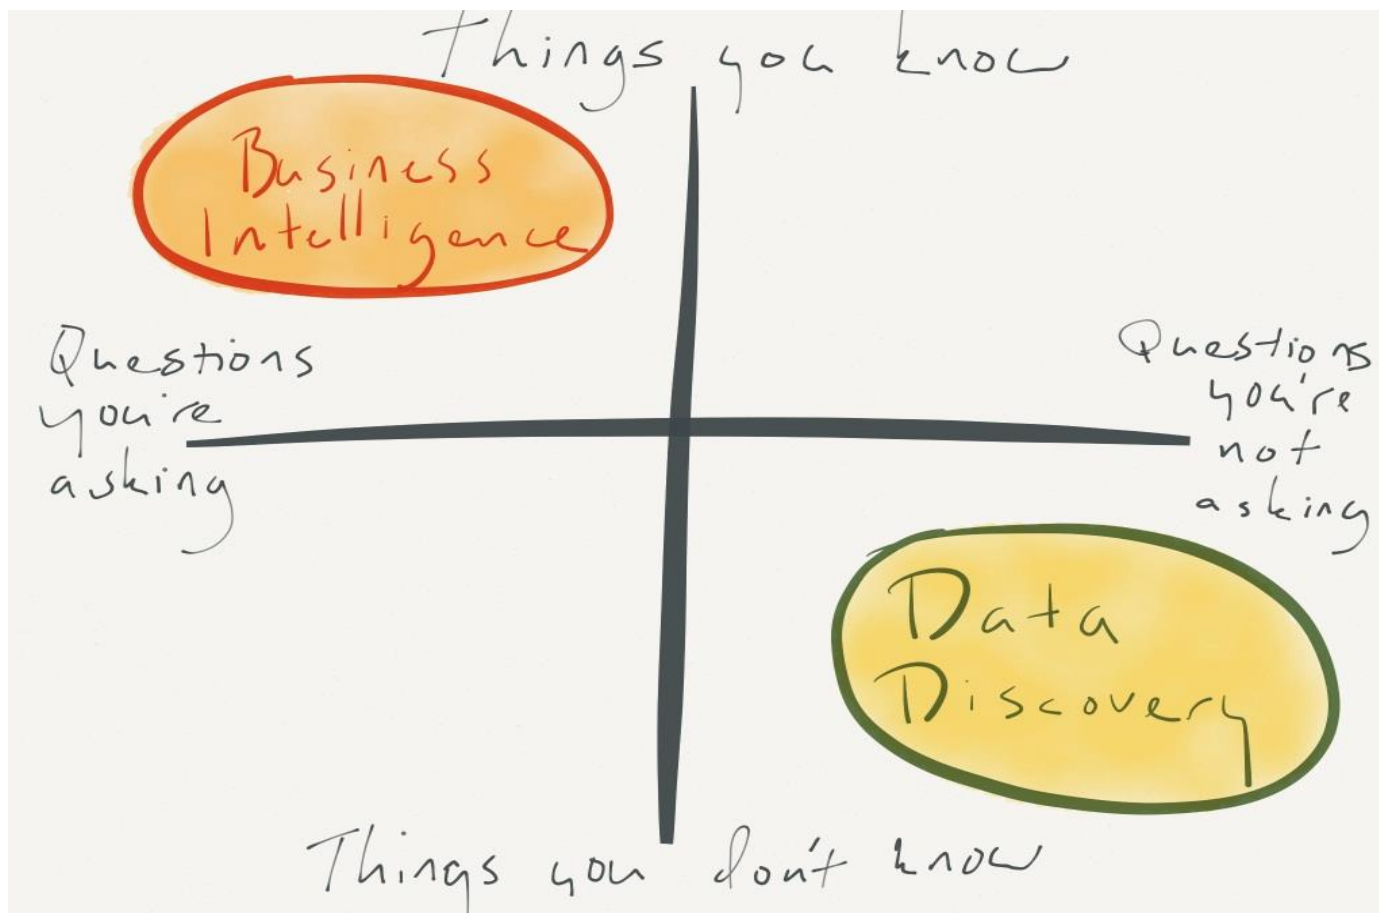 Things you know
Business
Intelligence
Questions
you're
asking
Questions
you're
not
asking
Data
Discovery
Things you don't know